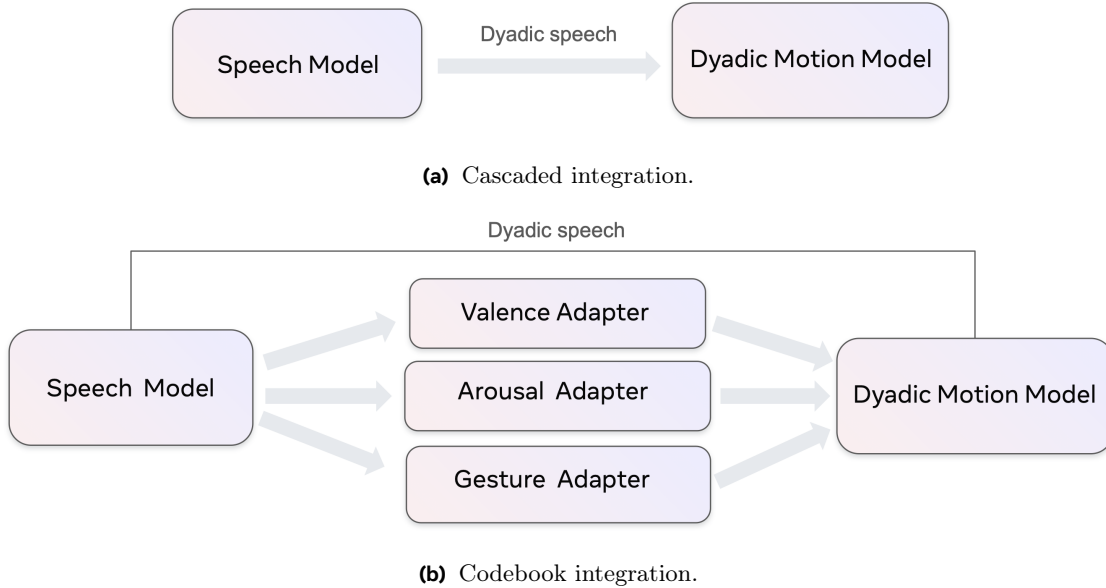 Speech Model
Dyadic speech
Dyadic Motion Model
(a) Cascaded integration.
Dyadic speech
Valence Adapter
Speech Model
Arousal Adapter
Dyadic Motion Model
Gesture Adapter
(b) Codebook integration.